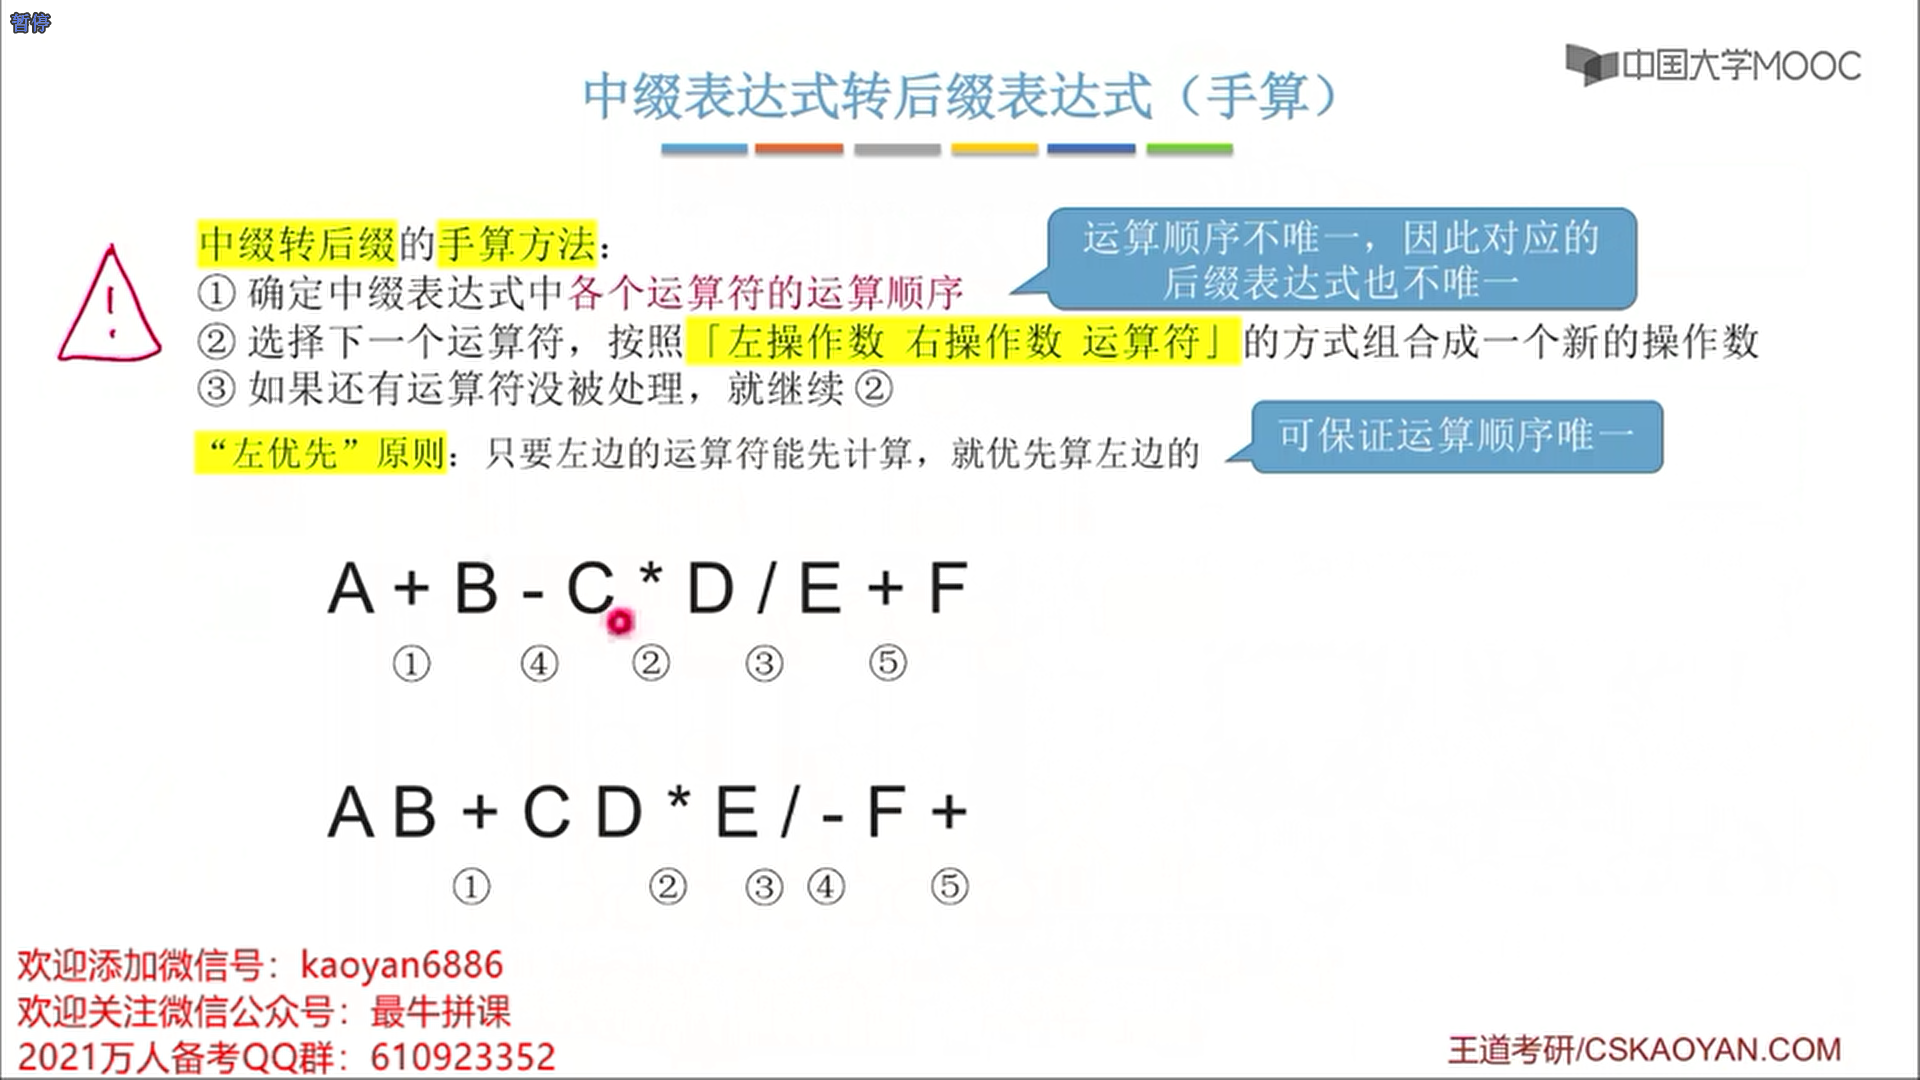 暂停
中国大学MOOC
中缀表达式转后缀表达式（手算）
中缀转后缀的手算方法：
运算顺序不唯一，因此对应的
后缀表达式也不唯一
① 确定中缀表达式中各个运算符的运算顺序
② 选择下一个运算符，按照「左操作数 右操作数 运算符」的方式组合成一个新的操作数
③ 如果还有运算符没被处理，就继续 ②
可保证运算顺序唯一
“左优先”原则：只要左边的运算符能先计算，就优先算左边的
A + B - C * D / E + F
① ④ ② ③ ⑤
A B + C D * E / - F +
① ② ③ ④ ⑤
欢迎添加微信号：kaoyan6886
欢迎关注微信公众号：最牛拼课
2021万人备考QQ群：610923352
王道考研/CSKAOYAN.COM